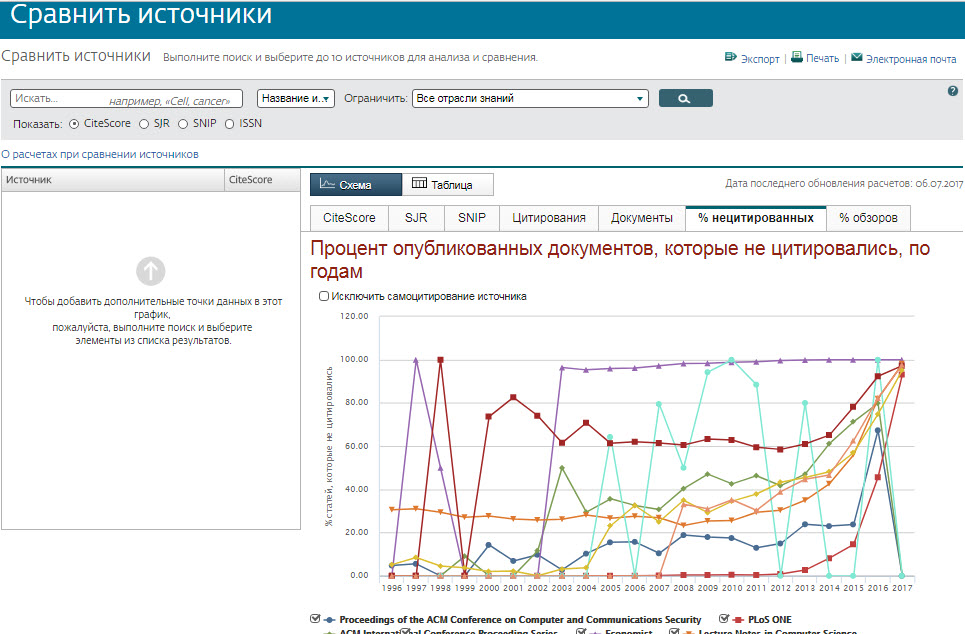 Сравнить источники
Сравнить источники Выполните поиск и выберите до 10 источников для анализа и сравнения. Экспорт | Печать | Электронная почта
Искать... например, «Cell, cancer» Название и.. Ограничить: Все отрасли знаний ?
Показать: CiteScore SJR SNIP ISSN
О расчетах при сравнении источников
Источник CiteScore
Схема Таблица Дата последнего обновления расчетов: 06.07.2017
CiteScore SJR SNIP Цитирования Документы % нецитированных % обзоров
Процент опубликованных документов, которые не цитировались, по
годам
Исключить самоцитирование источника
Чтобы добавить дополнительные точки данных в этот
график,
пожалуйста, выполните поиск и выберите
элементы из списка результатов.
% статей, которые не цитировались
120.00
100.00
80.00
60.00
40.00
20.00
0.00
1996 1997 1998 1999 2000 2001 2002 2003 2004 2005 2006 2007 2008 2009 2010 2011 2012 2013 2014 2015 2016 2017
Proceedings of the ACM Conference on Computer and Communications Security PLoS ONE
ACM International Conference Proceeding Series Economist Lecture Notes in Computer Science